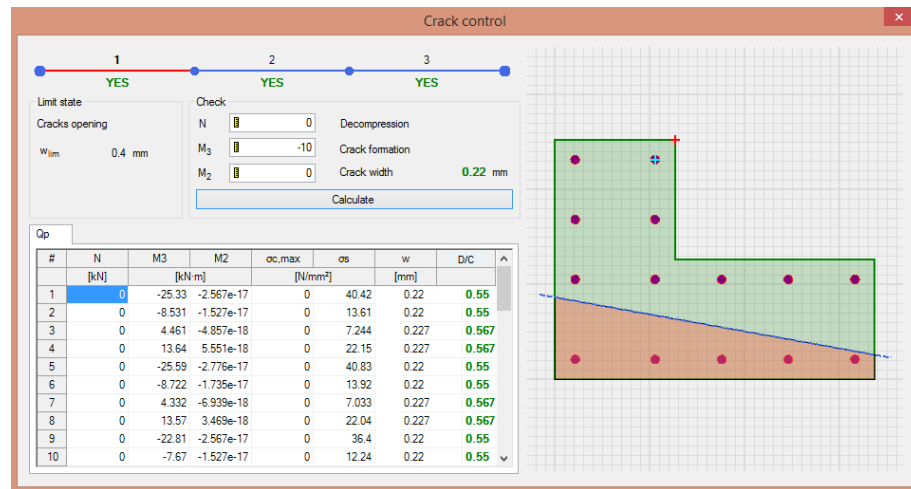 Crack control
1 2 3
YES YES YES
Limit state
Cracks opening
wlim 0.4 mm
Check
N 0 Decompression
M3 -10 Crack formation
M2 0 Crack width 0.22 mm
Calculate
Qp
# N M3 M2 σc,max σs w D/C
[kN] [kN·m] [N/mm²] [mm]
1 0 -25.33 -2.567e-17 0 40.42 0.22 0.55
2 0 -8.531 -1.527e-17 0 13.61 0.22 0.55
3 0 4.461 -4.857e-18 0 7.244 0.227 0.567
4 0 13.64 5.551e-18 0 22.15 0.227 0.567
5 0 -25.59 -2.776e-17 0 40.83 0.22 0.55
6 0 -8.722 -1.735e-17 0 13.92 0.22 0.55
7 0 4.332 -6.939e-18 0 7.033 0.227 0.567
8 0 13.57 3.469e-18 0 22.04 0.227 0.567
9 0 -22.81 -2.567e-17 0 36.4 0.22 0.55
10 0 -7.67 -1.527e-17 0 12.24 0.22 0.55